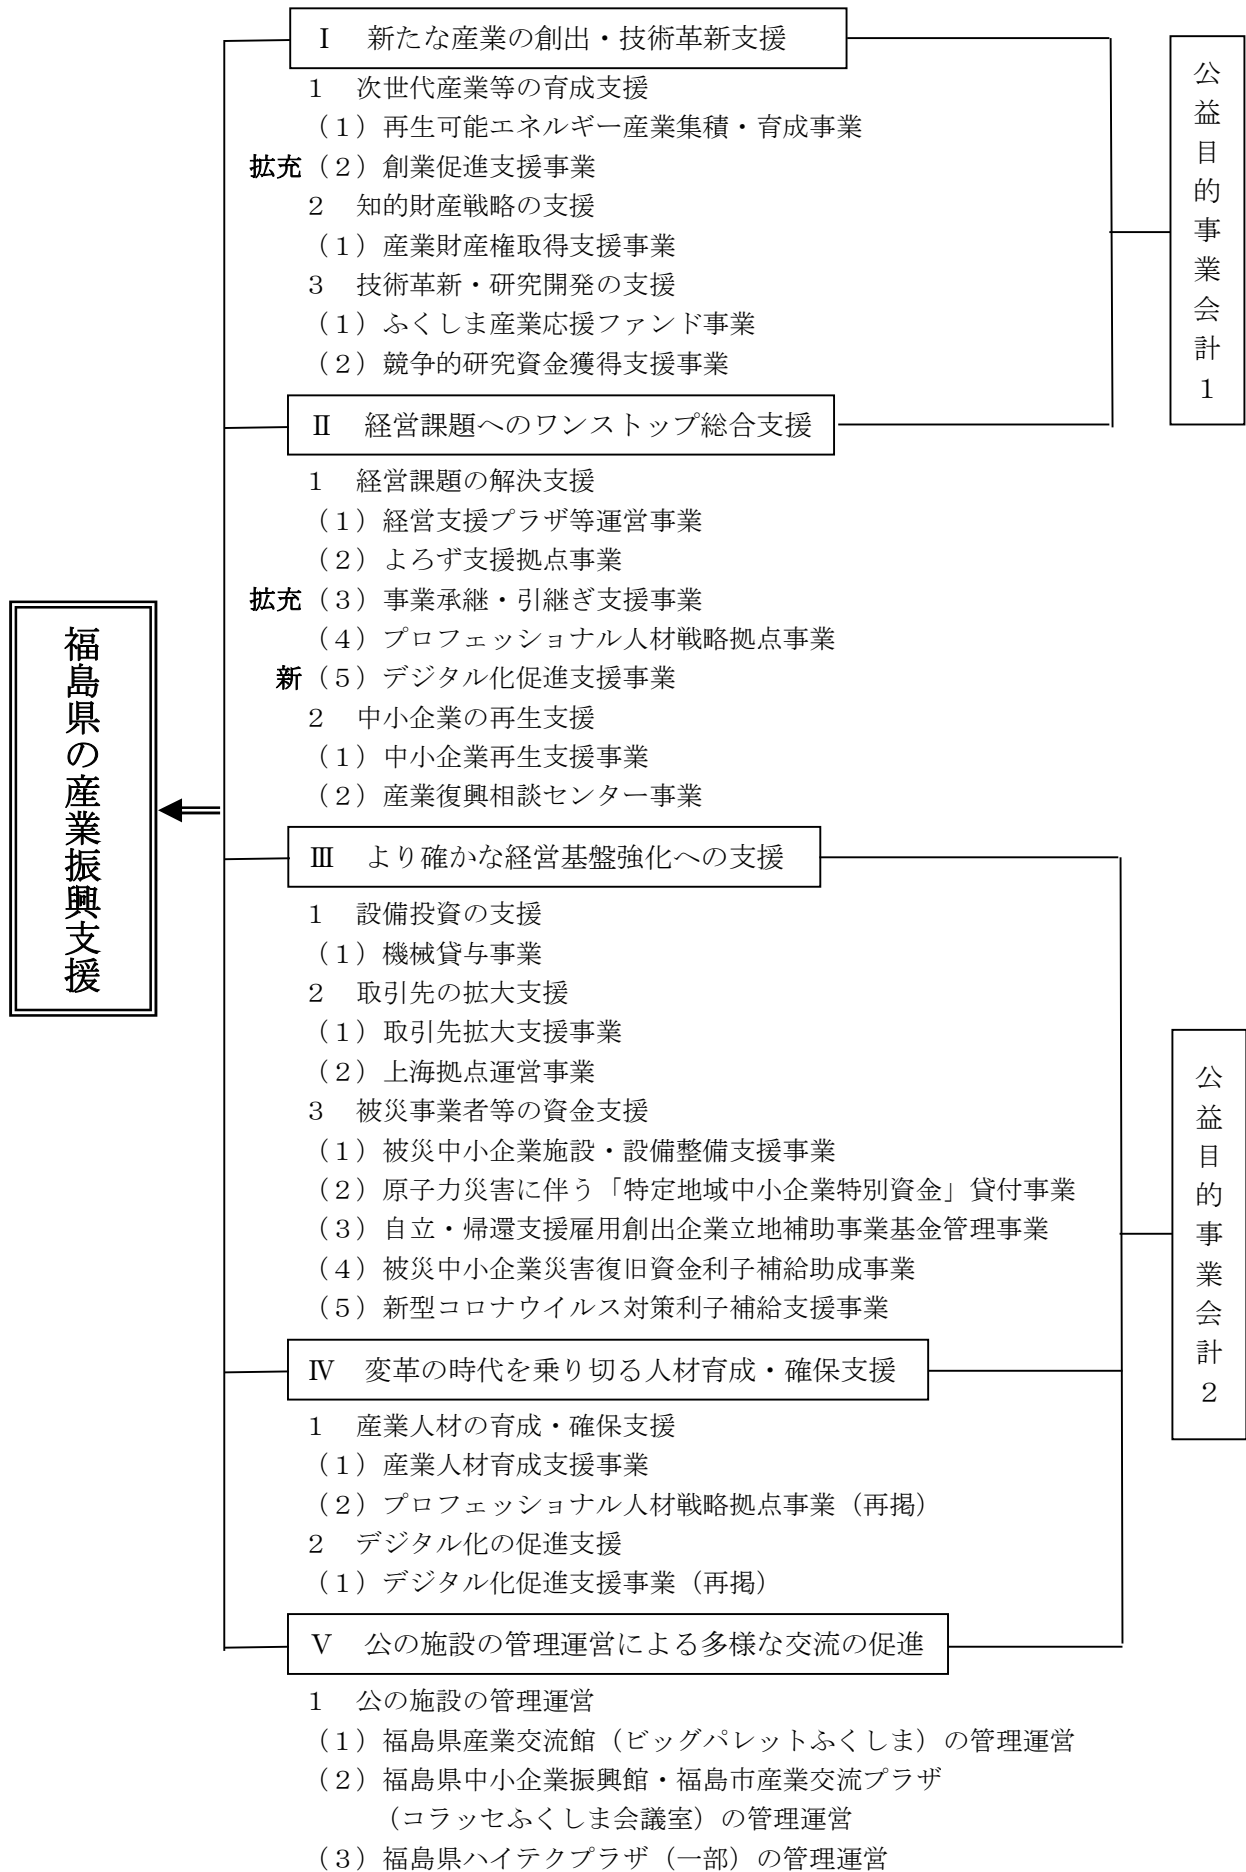 Ⅰ　新たな産業の創出・技術革新支援
1　次世代産業等の育成支援
（1）再生可能エネルギー産業集積・育成事業
拡充（2）創業促進支援事業
2　知的財産戦略の支援
（1）産業財産権取得支援事業
3　技術革新・研究開発の支援
（1）ふくしま産業応援ファンド事業
（2）競争的研究資金獲得支援事業
公益目的事業会計1
Ⅱ　経営課題へのワンストップ総合支援
1　経営課題の解決支援
（1）経営支援プラザ等運営事業
（2）よろず支援拠点事業
拡充（3）事業承継・引継ぎ支援事業
（4）プロフェッショナル人材戦略拠点事業
新（5）デジタル化促進支援事業
2　中小企業の再生支援
（1）中小企業再生支援事業
（2）産業復興相談センター事業
福島県の産業振興支援
Ⅲ　より確かな経営基盤強化への支援
1　設備投資の支援
（1）機械貸与事業
2　取引先の拡大支援
（1）取引先拡大支援事業
（2）上海拠点運営事業
3　被災事業者等の資金支援
（1）被災中小企業施設・設備整備支援事業
（2）原子力災害に伴う「特定地域中小企業特別資金」貸付事業
（3）自立・帰還支援雇用創出企業立地補助事業基金管理事業
（4）被災中小企業災害復旧資金利子補給助成事業
（5）新型コロナウイルス対策利子補給支援事業
公益目的事業会計2
Ⅳ　変革の時代を乗り切る人材育成・確保支援
1　産業人材の育成・確保支援
（1）産業人材育成支援事業
（2）プロフェッショナル人材戦略拠点事業（再掲）
2　デジタル化の促進支援
（1）デジタル化促進支援事業（再掲）
Ⅴ　公の施設の管理運営による多様な交流の促進
1　公の施設の管理運営
（1）福島県産業交流館（ビッグパレットふくしま）の管理運営
（2）福島県中小企業振興館・福島市産業交流プラザ
（コラッセふくしま会議室）の管理運営
（3）福島県ハイテクプラザ（一部）の管理運営